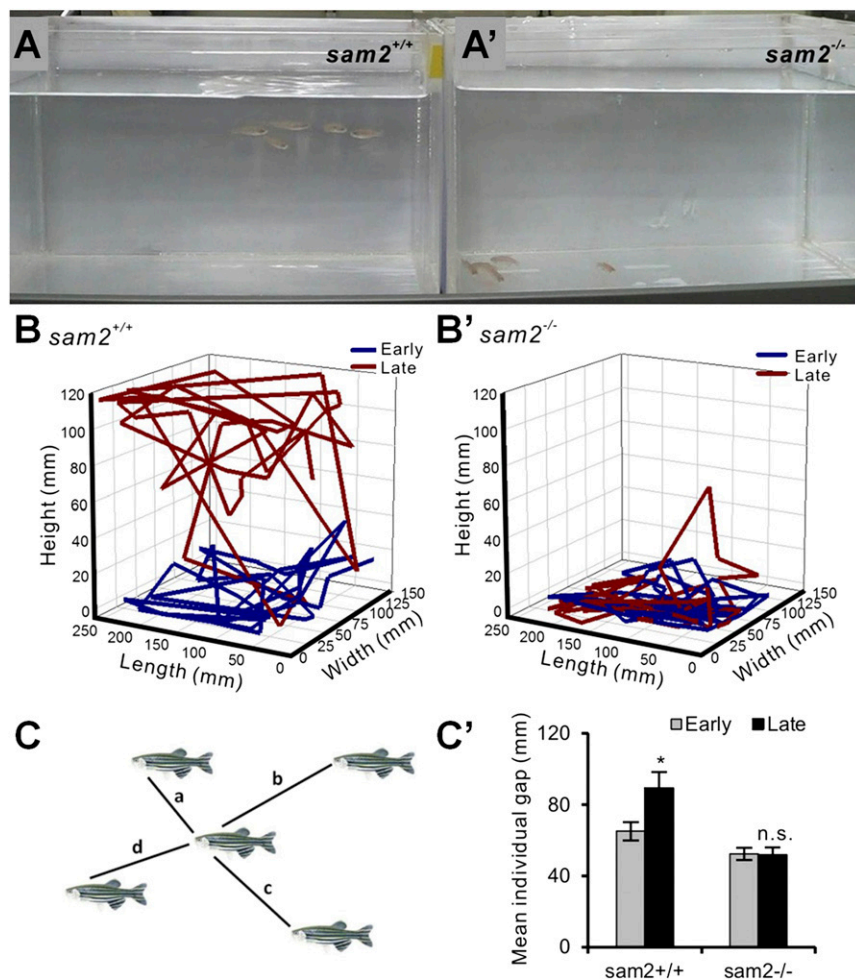 A
sam2+/+
A'
sam2-/-
B
sam2+/+
Early
Late
120
100
80
60
40
20
0
Height (mm)
250
200
150
100
50
0
Length (mm)
0
25
50
75
100
150
Width (mm)
B'
sam2-/-
Early
Late
120
100
80
60
40
20
0
Height (mm)
250
200
150
100
50
0
Length (mm)
0
25
50
75
100
150
Width (mm)
C
a
b
d
c
C'
Early
Late
Mean individual gap (mm)
120
80
40
0
*
n.s.
sam2+/+
sam2-/-